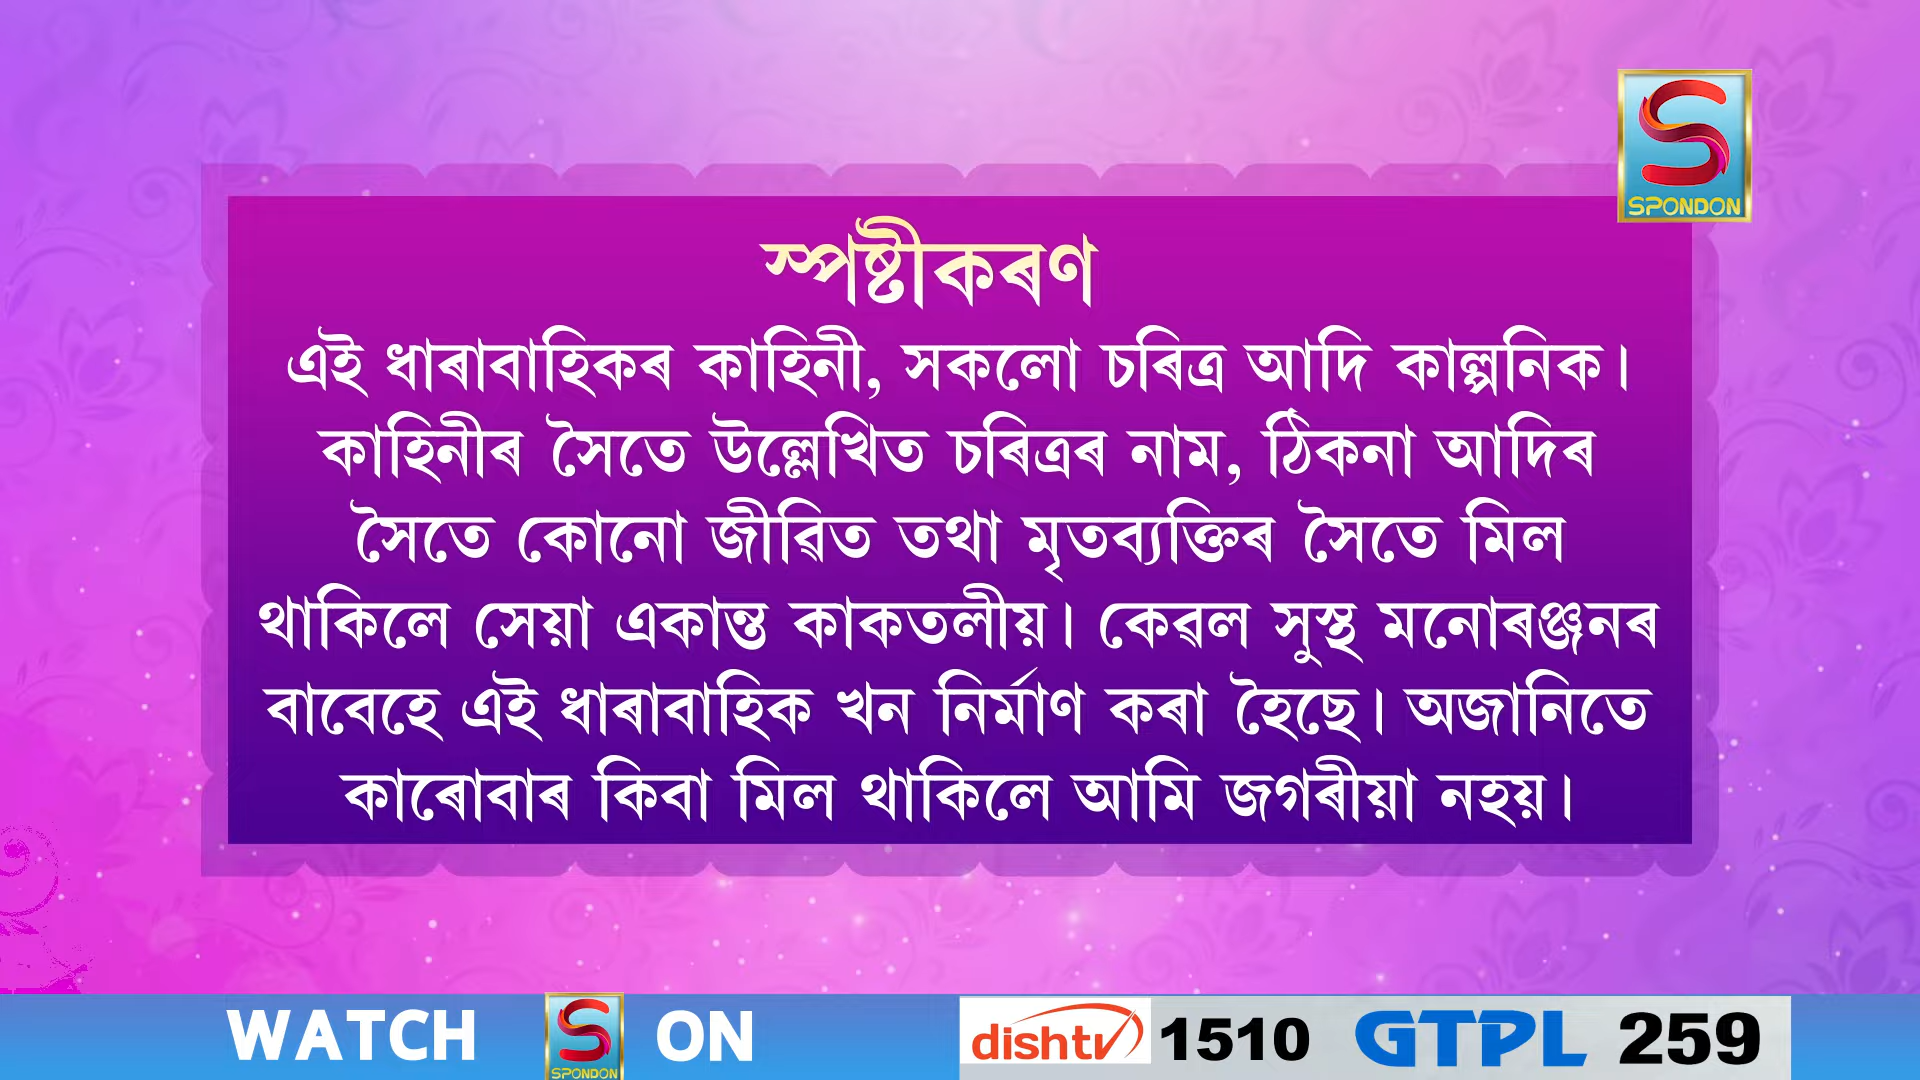 SPONDON
স্পষ্টীকৰণ
এই ধাৰাবাহিকৰ কাহিনী, সকলো চৰিত্ৰ আদি কাল্পনিক।
কাহিনীৰ সৈতে উল্লেখিত চৰিত্ৰৰ নাম, ঠিকনা আদিৰ
সৈতে কোনো জীৱিত তথা মৃতব্যক্তিৰ সৈতে মিল
থাকিলে সেয়া একান্ত কাকতলীয়। কেৱল সুস্থ মনোৰঞ্জনৰ
বাবেহে এই ধাৰাবাহিক খন নিৰ্মাণ কৰা হৈছে। অজানিতে
কাৰোবাৰ কিবা মিল থাকিলে আমি জগৰীয়া নহয়।
WATCH SPONDON ON dishtv 1510 GTPL 259